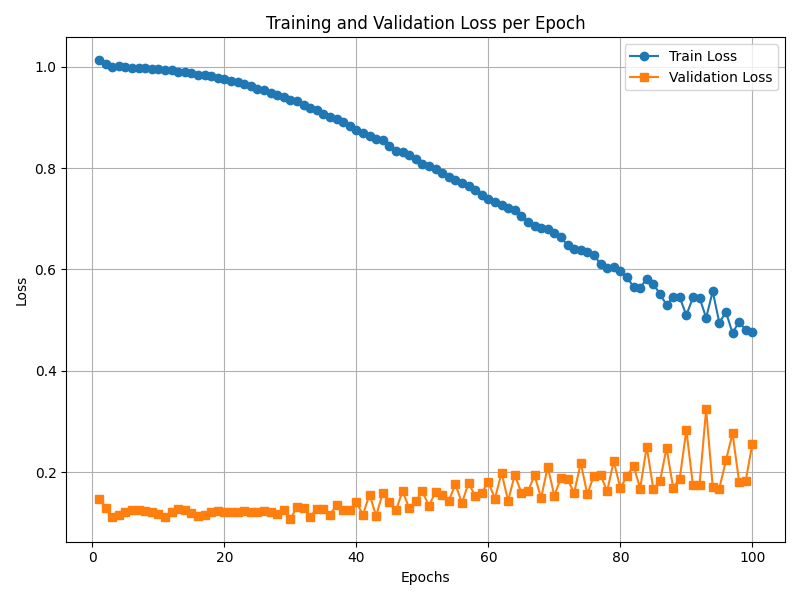 Training and Validation Loss per Epoch
Train Loss
Validation Loss
1.0
0.8
0.6
0.4
0.2
Loss
0 20 40 60 80 100
Epochs